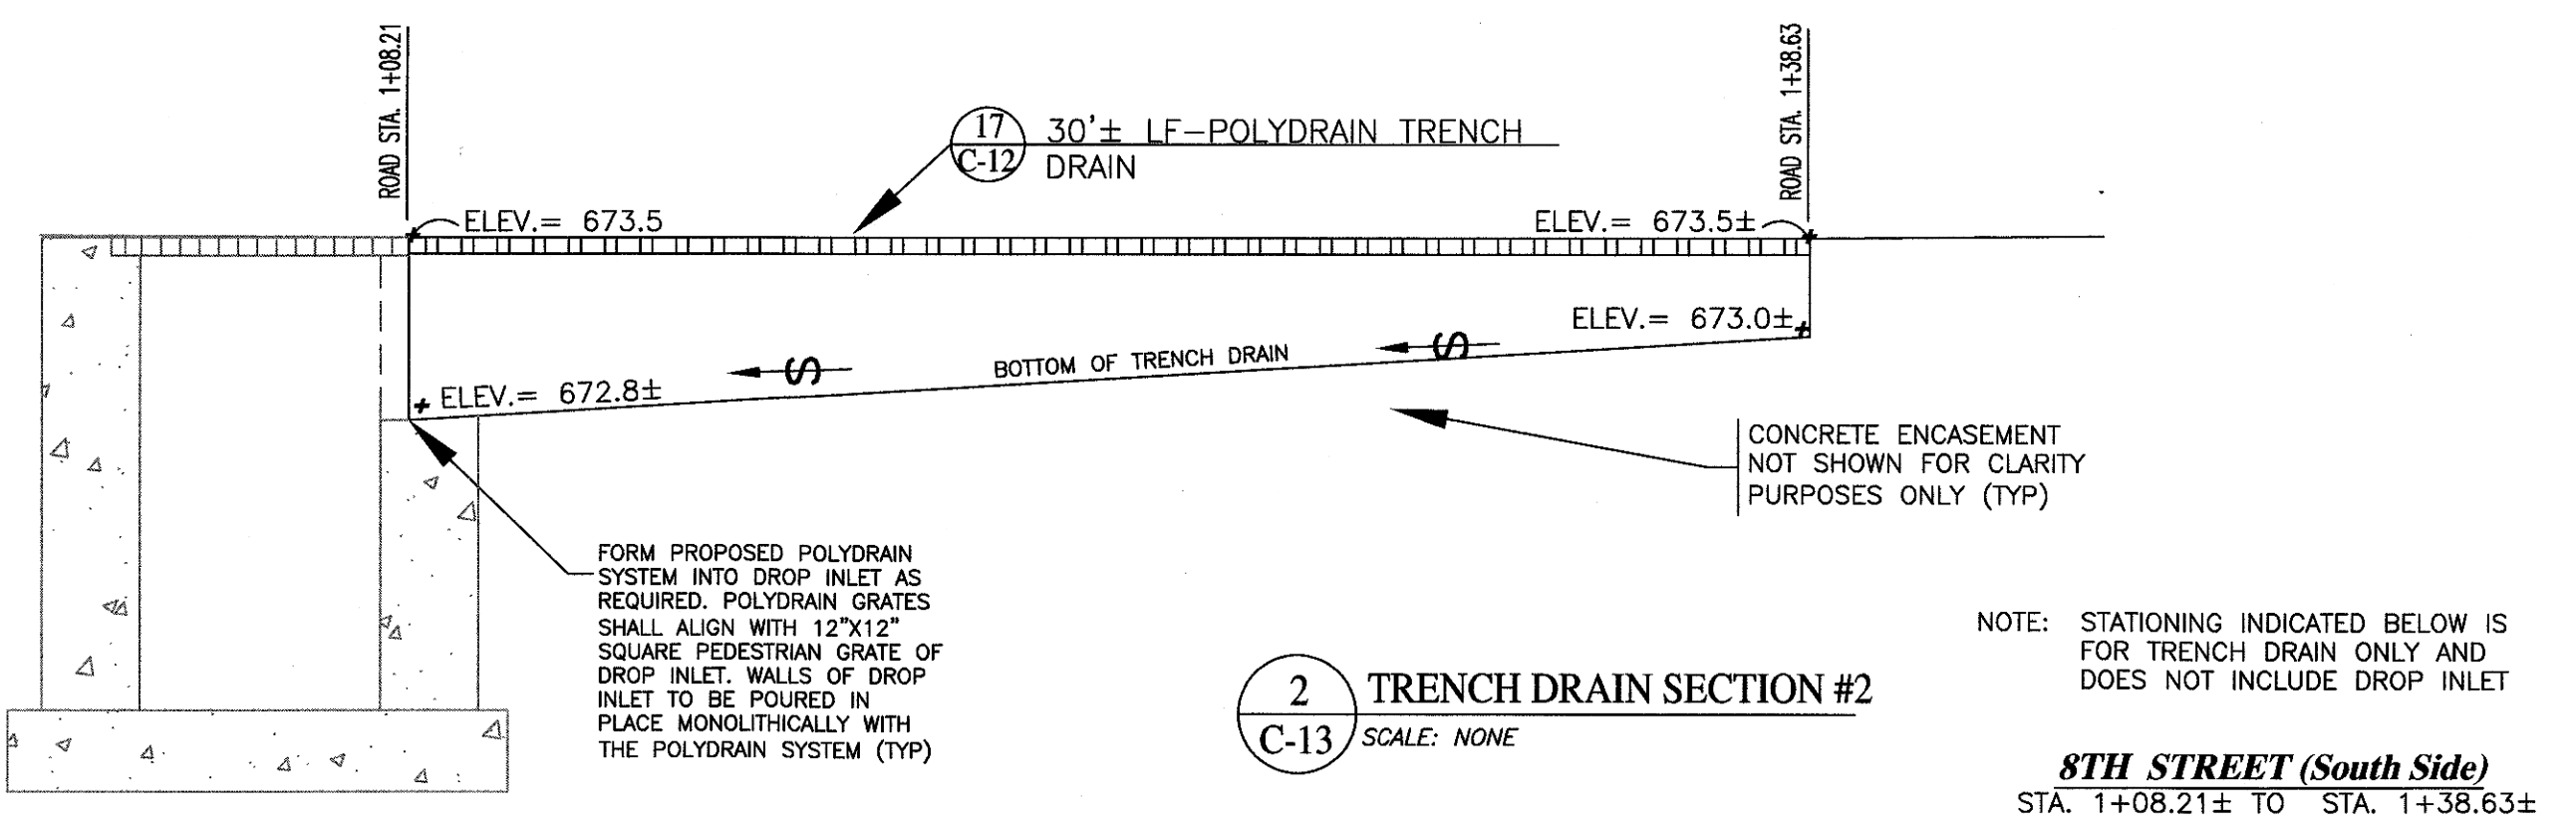 ROAD STA. 1+08.21
ROAD STA. 1+38.63
17
C-12
30'± LF-POLYDRAIN TRENCH
DRAIN
ELEV.= 673.5
ELEV.= 673.5±
ELEV.= 673.0±
S
S
BOTTOM OF TRENCH DRAIN
ELEV.= 672.8±
CONCRETE ENCASEMENT
NOT SHOWN FOR CLARITY
PURPOSES ONLY (TYP)
FORM PROPOSED POLYDRAIN
SYSTEM INTO DROP INLET AS
REQUIRED. POLYDRAIN GRATES
SHALL ALIGN WITH 12"X12"
SQUARE PEDESTRIAN GRATE OF
DROP INLET. WALLS OF DROP
INLET TO BE POURED IN
PLACE MONOLITHICALLY WITH
THE POLYDRAIN SYSTEM (TYP)
2
C-13
TRENCH DRAIN SECTION #2
SCALE: NONE
NOTE: STATIONING INDICATED BELOW IS
FOR TRENCH DRAIN ONLY AND
DOES NOT INCLUDE DROP INLET
8TH STREET (South Side)
STA. 1+08.21± TO STA. 1+38.63±